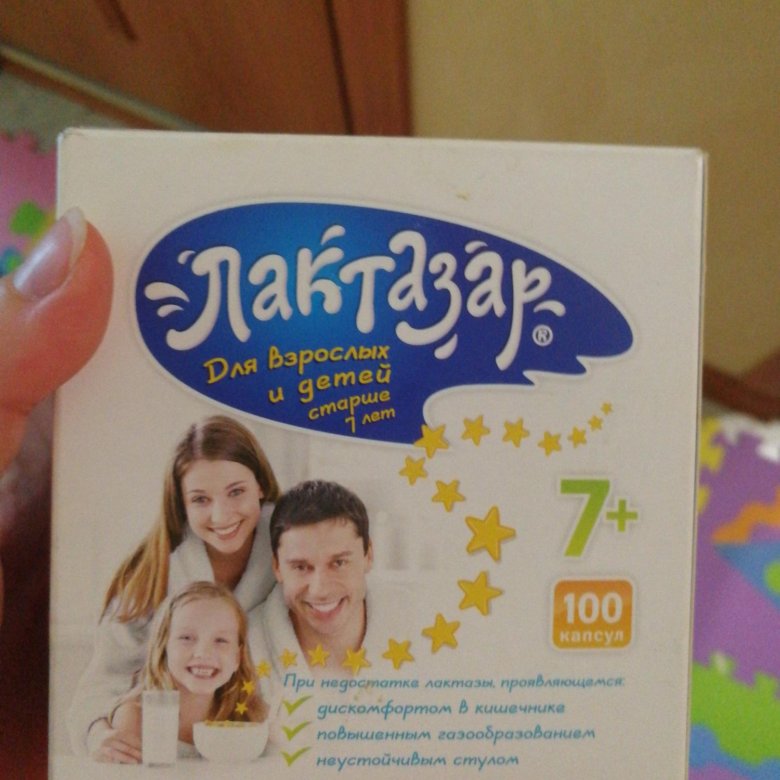 Лактазар
®
Для взрослых
и детей
старше
7 лет
7+
100
капсул
При недостатке лактазы, проявляющемся:
дискомфортом в кишечнике
повышенным газообразованием
неустойчивым стулом